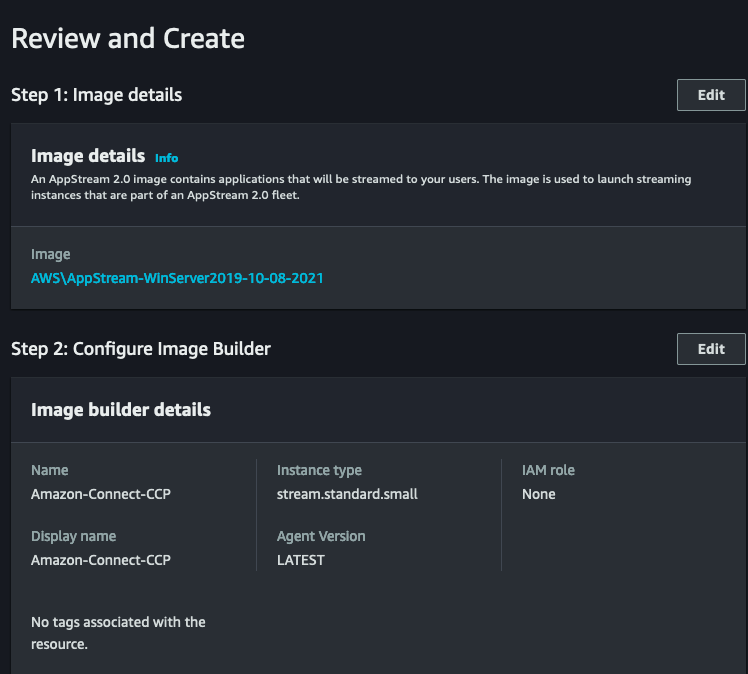 Review and Create
Step 1: Image details
Edit
Image details Info
An AppStream 2.0 image contains applications that will be streamed to your users. The image is used to launch streaming
instances that are part of an AppStream 2.0 fleet.
Image
AWS\AppStream-WinServer2019-10-08-2021
Step 2: Configure Image Builder
Edit
Image builder details
Name
Amazon-Connect-CCP
Display name
Amazon-Connect-CCP
Instance type
stream.standard.small
Agent Version
LATEST
IAM role
None
No tags associated with the
resource.